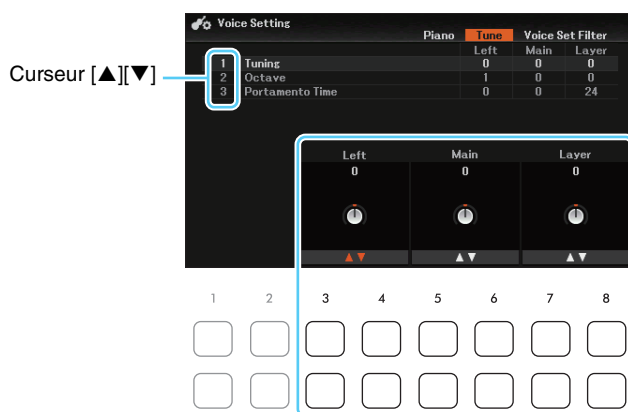 Voice Setting
Piano Tune Voice Set Filter
Left Main Layer
1 Tuning 0 0 0
2 Octave 1 0 0
3 Portamento Time 0 0 24
Curseur [▲][▼]
Left Main Layer
0 0 0
▲▼ ▲▼ ▲▼
1 2 3 4 5 6 7 8